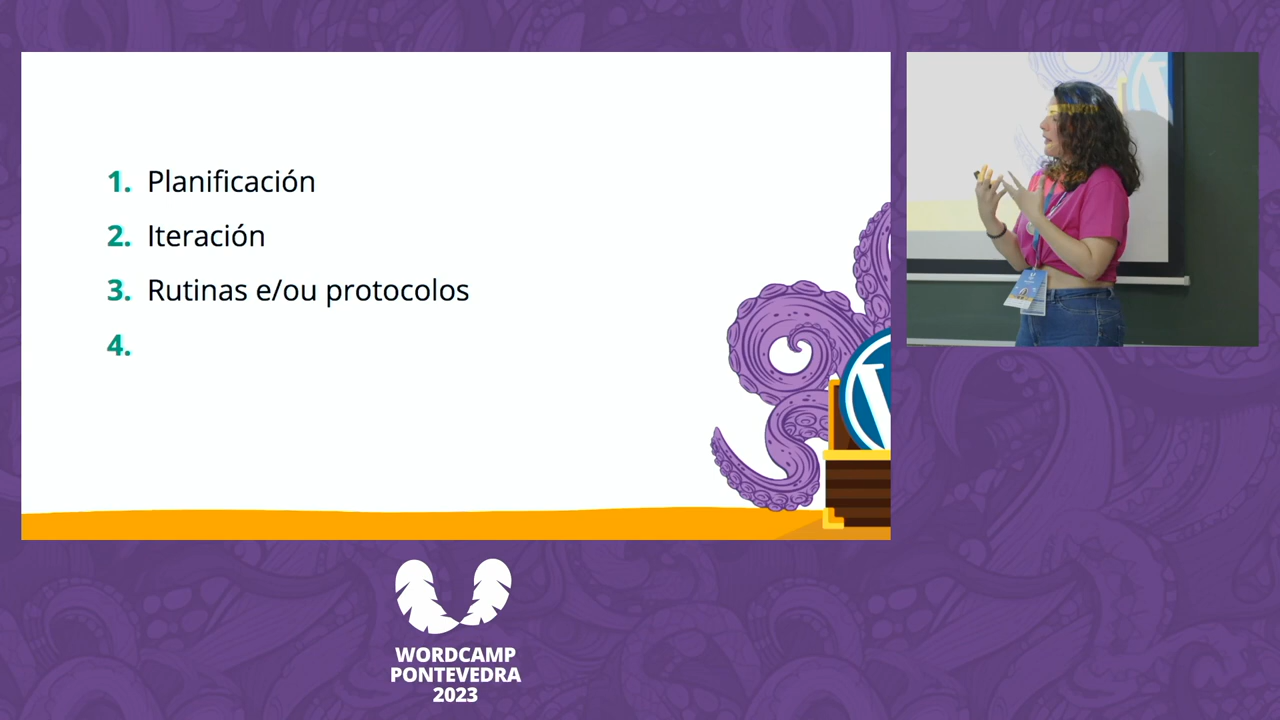 1. Planificación
2. Iteración
3. Rutinas e/ou protocolos
4.
WORDCAMP
PONTEVEDRA
2023